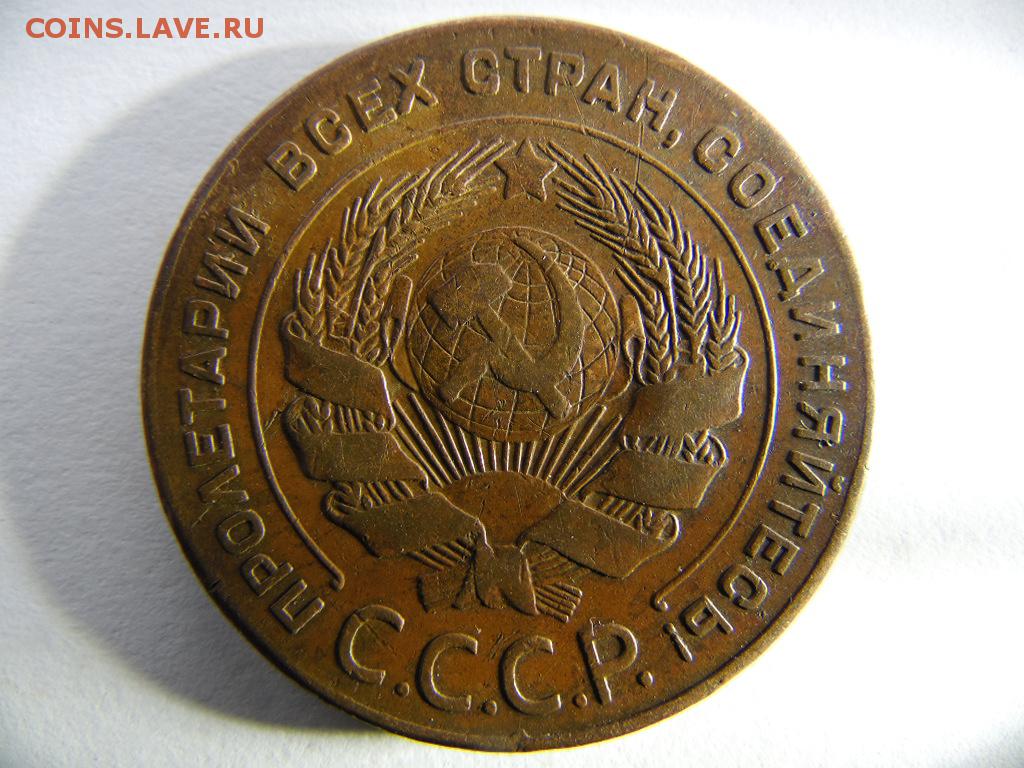 COINS.LAVE.RU
ПРОЛЕТАРИИ ВСЕХ СТРАН, СОЕДИНЯЙТЕСЬ!
С.С.С.Р.